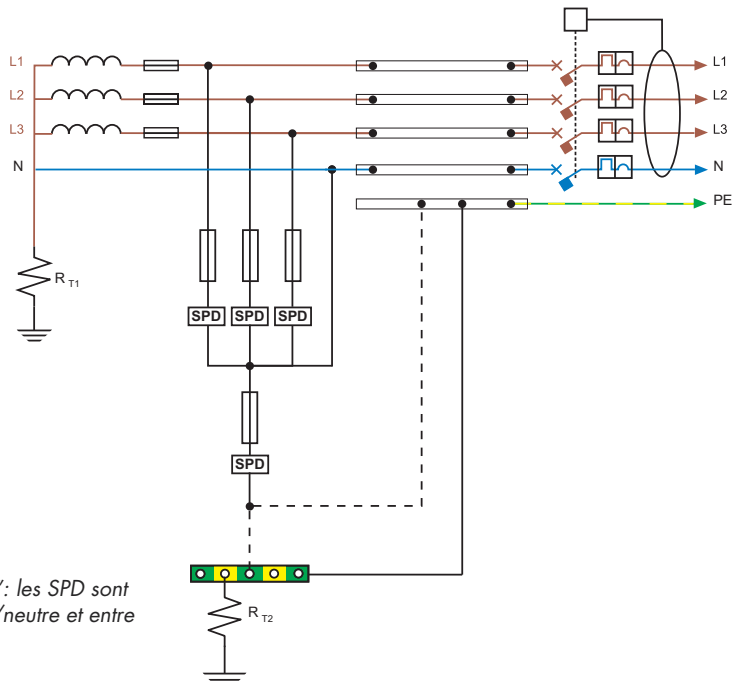 L1 L1
L2 L2
L3 L3
N N
PE
R T1
SPD SPD SPD
SPD
: les SPD sont
/neutre et entre
R T2